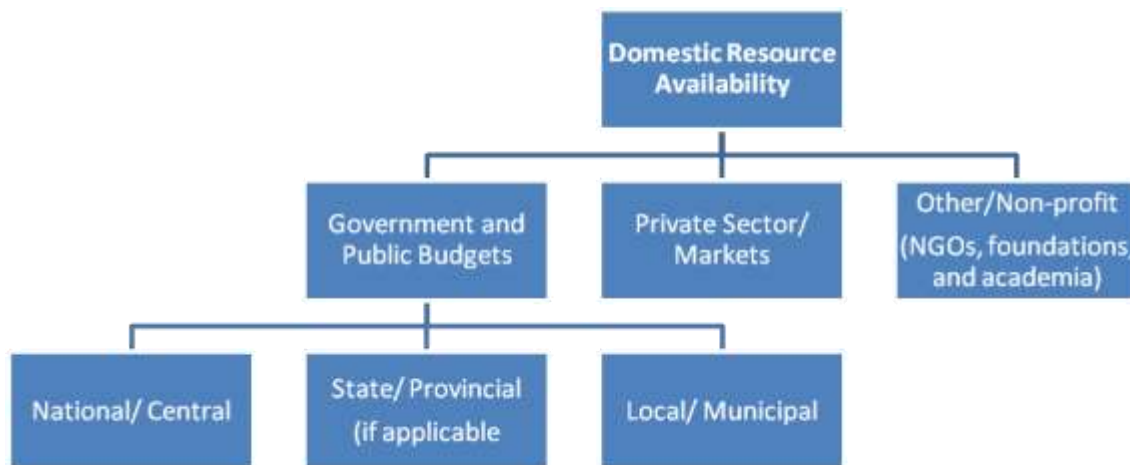 Domestic Resource
Availability
Government and
Public Budgets
Private Sector/
Markets
Other/Non-profit
(NGOs, foundations,
and academia)
National/ Central
State/ Provincial
(if applicable
Local/ Municipal